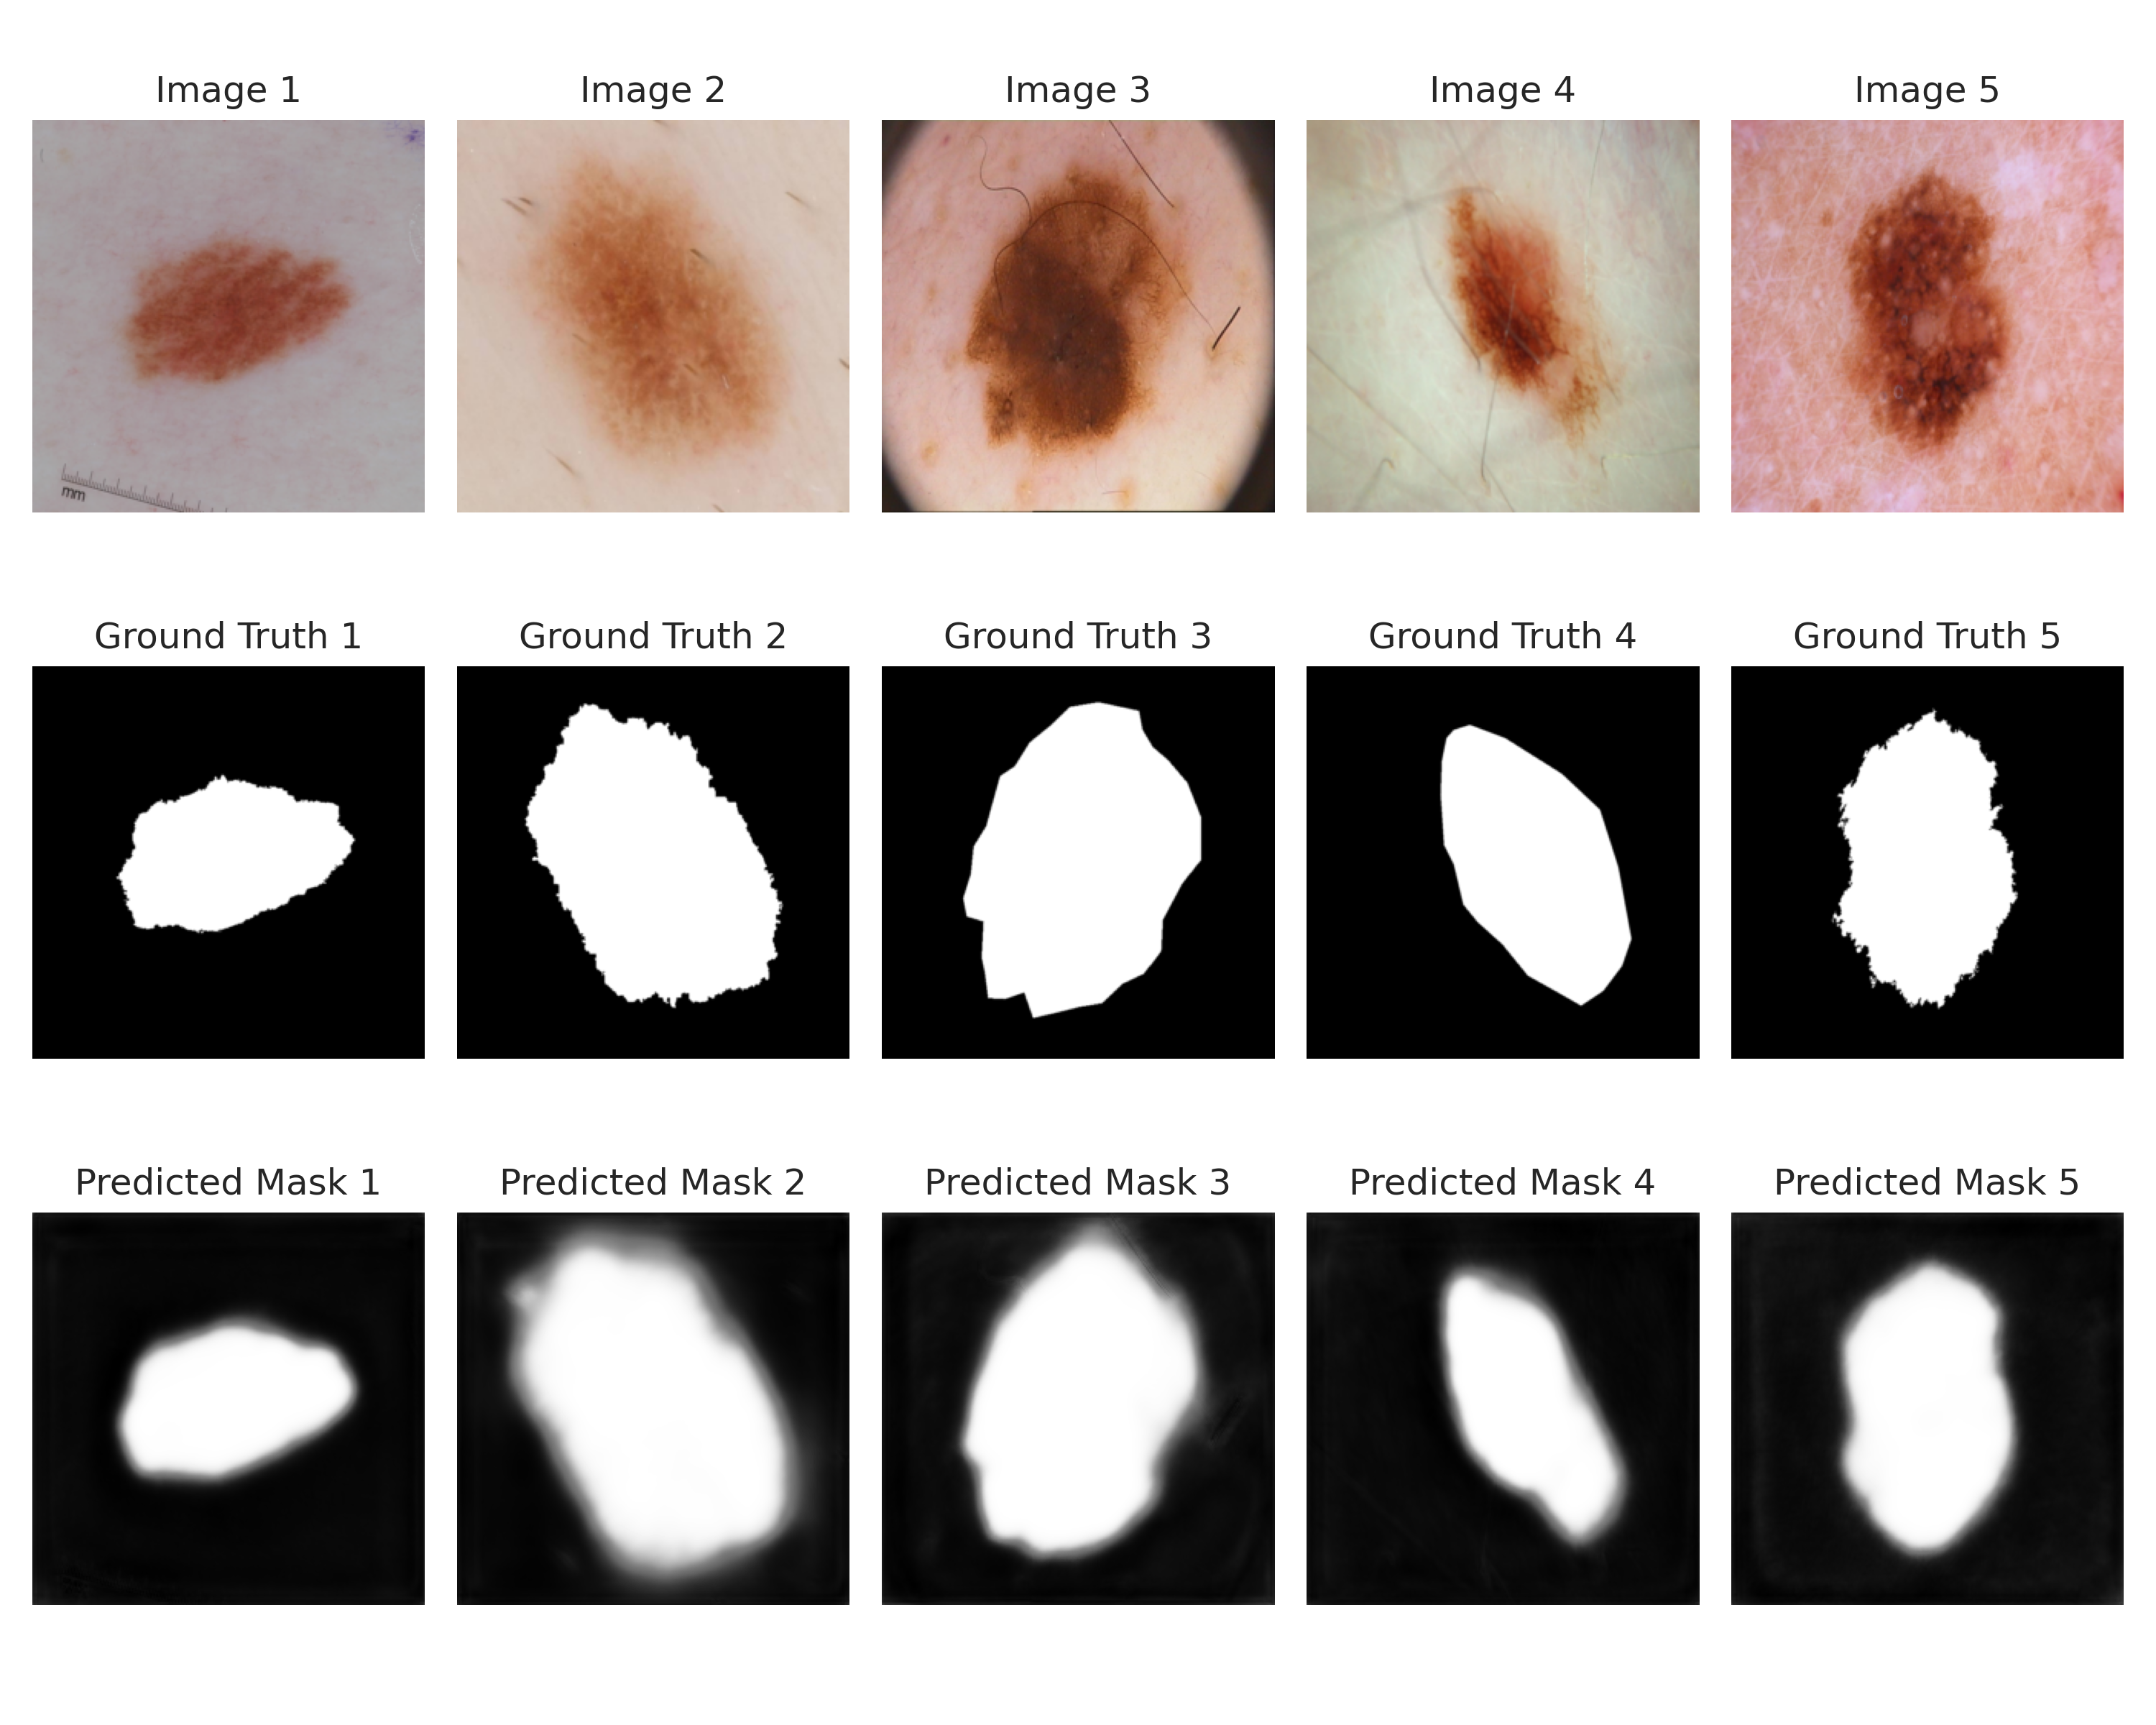 Image 1
Image 2
Image 3
Image 4
Image 5
mm
Ground Truth 1
Ground Truth 2
Ground Truth 3
Ground Truth 4
Ground Truth 5
Predicted Mask 1
Predicted Mask 2
Predicted Mask 3
Predicted Mask 4
Predicted Mask 5